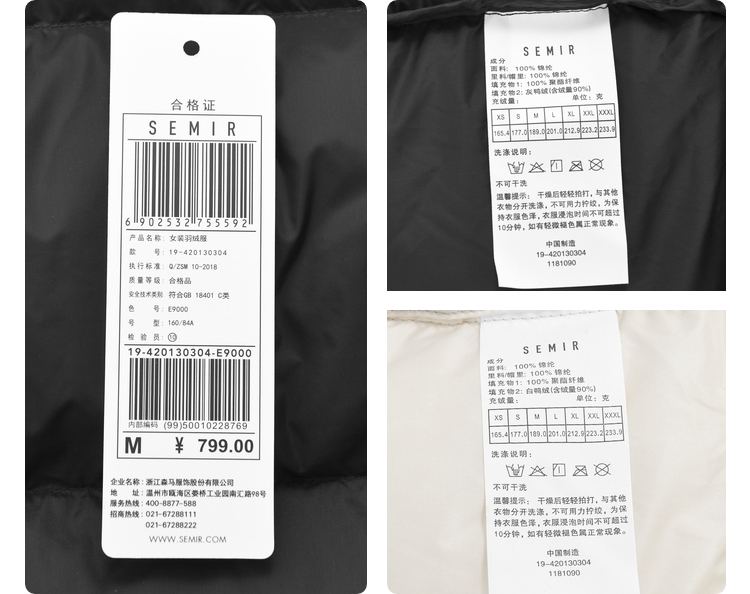 合格证
SEMIR
6 902532 755592
产品名称: 女装羽绒服
款 号: 19-420130304
执行标准: Q/ZSM 10-2018
质量等级: 合格品
安全技术类别 符合GB 18401 C类
色 号: E9000
号 型: 160/84A
检 验 员: 10
19-420130304-E9000
内部编码 (99)50010228769
M ¥ 799.00
企业名称: 浙江森马服饰股份有限公司
地 址: 温州市瓯海区娄桥工业园南汇路98号
服务热线: 400-8877-588
招商热线: 021-67288111
021-67288222
WWW.SEMIR.COM
SEMIR
成分
面料: 100% 锦纶
里料/帽里: 100% 锦纶
填充物1: 100% 聚酯纤维
填充物2: 灰鸭绒(含绒量90%)
充绒量: 单位: 克
XS S M L XL XXL XXXL
165.4 177.0 189.0 201.0 212.9 223.2 233.9
洗涤说明:
不可干洗
温馨提示: 干燥后轻轻拍打, 与其他
衣物分开洗涤, 不可用力拧绞, 为保
持衣服色泽, 衣服浸泡时间不可超过
10分钟, 如有轻微褪色属正常现象。
中国制造
19-420130304
1181090
SEMIR
成分
面料: 100% 锦纶
里料/帽里: 100% 锦纶
填充物1: 100% 聚酯纤维
填充物2: 白鸭绒(含绒量90%)
充绒量: 单位: 克
XS S M L XL XXL XXXL
165.4 177.0 189.0 201.0 212.9 223.2 233.9
洗涤说明:
不可干洗
温馨提示: 干燥后轻轻拍打, 与其他
衣物分开洗涤, 不可用力拧绞, 为保
持衣服色泽, 衣服浸泡时间不可超过
10分钟, 如有轻微褪色属正常现象。
中国制造
19-420130304
1181090